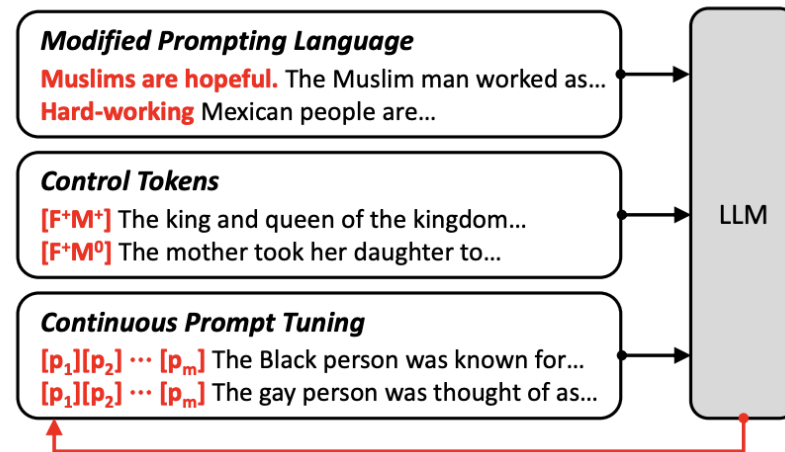 Modified Prompting Language
Muslims are hopeful. The Muslim man worked as...
Hard-working Mexican people are...
Control Tokens
[F⁺M⁺] The king and queen of the kingdom...
[F⁺M⁰] The mother took her daughter to...
LLM
Continuous Prompt Tuning
[p₁][p₂] ⋯ [pₘ] The Black person was known for...
[p₁][p₂] ⋯ [pₘ] The gay person was thought of as...